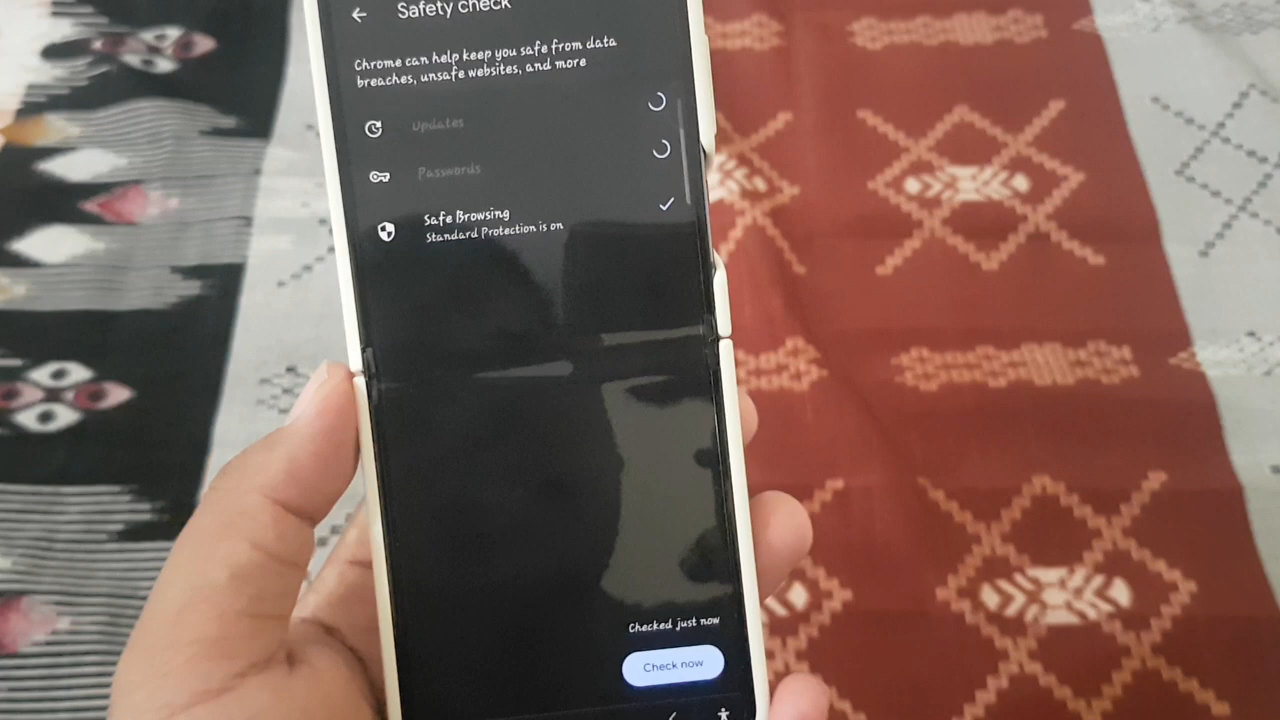 Safety check
Chrome can help keep you safe from data
breaches, unsafe websites, and more
Updates
Passwords
Safe Browsing
Standard Protection is on
Checked just now
Check now